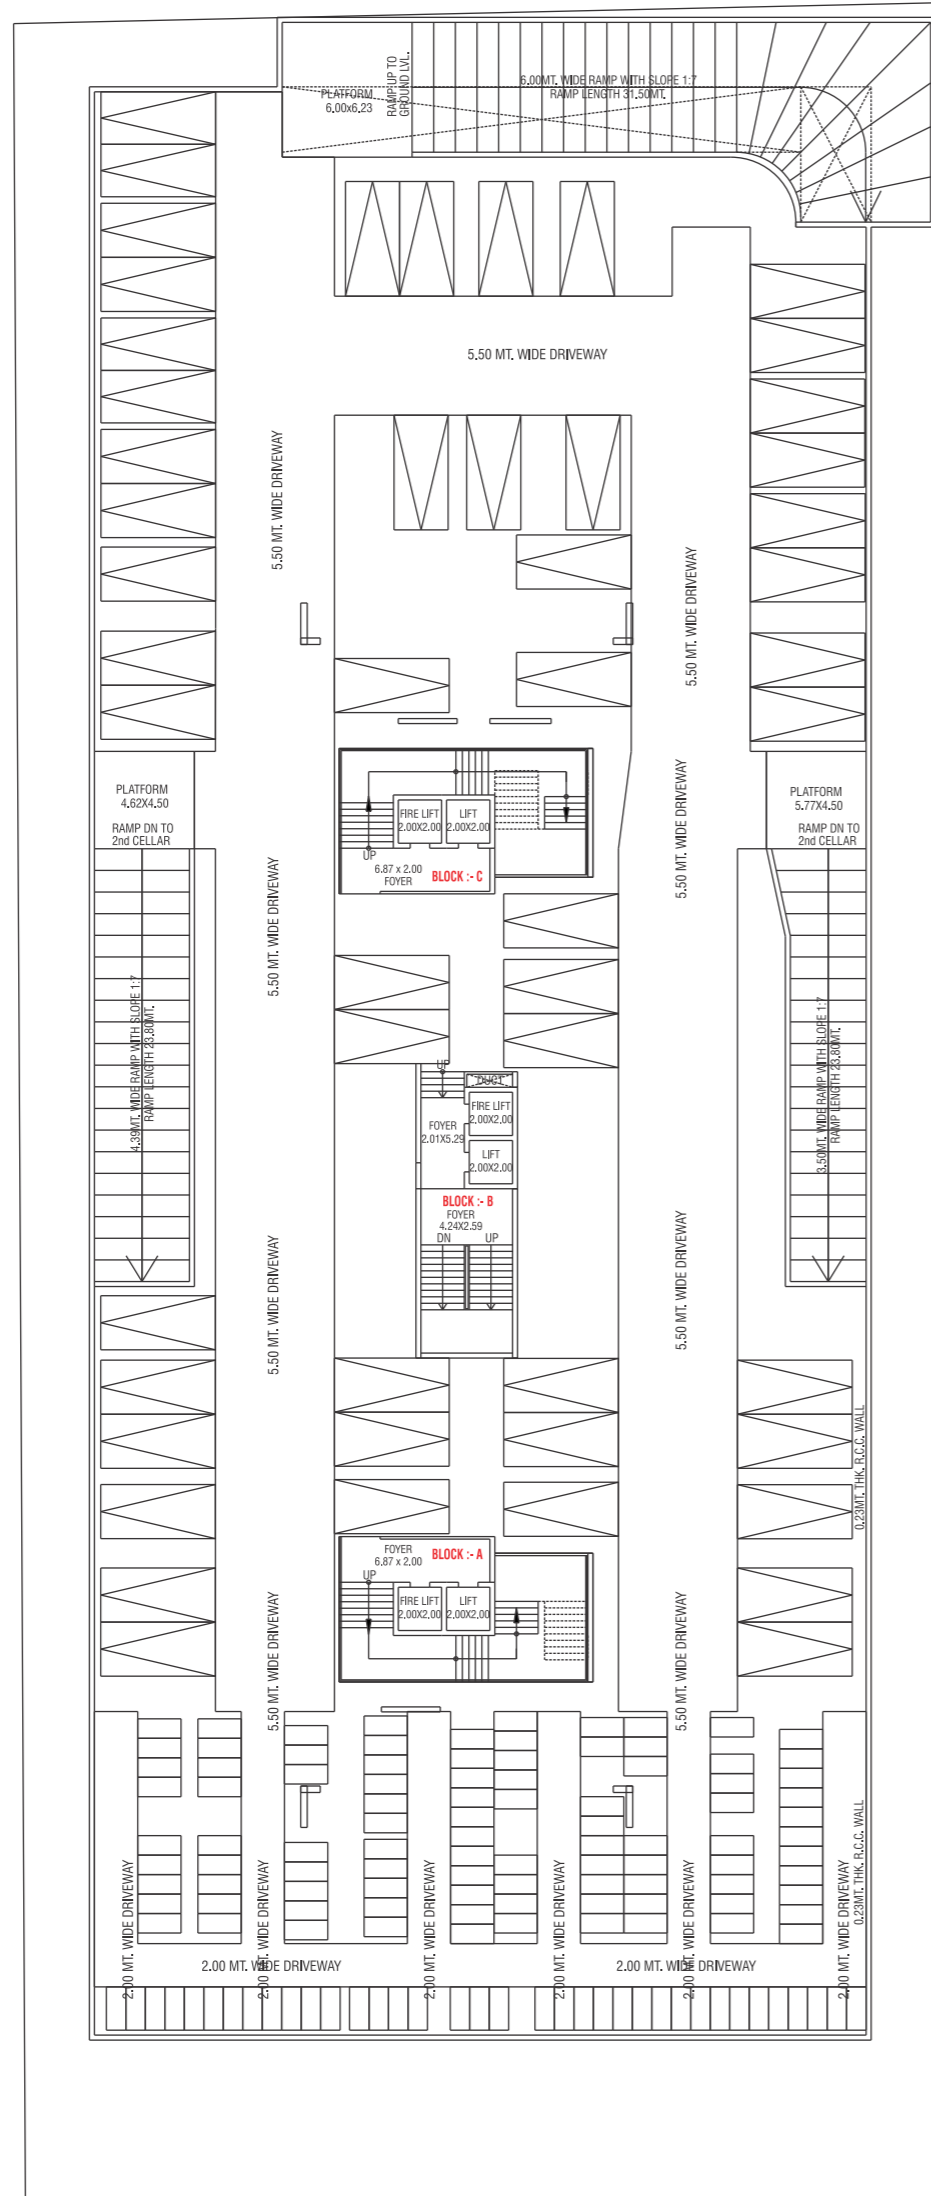 6.00MT. WIDE RAMP WITH SLOPE 1:7
RAMP LENGTH 31.50MT.
PLATFORM
6.00x6.23
RAMP UP TO
GROUND LVL.
5.50 MT. WIDE DRIVEWAY
5.50 MT. WIDE DRIVEWAY
5.50 MT. WIDE DRIVEWAY
PLATFORM
4.62X4.50
RAMP DN TO
2nd CELLAR
FIRE LIFT
2.00X2.00
LIFT
2.00X2.00
UP
6.87 x 2.00
FOYER
BLOCK :- C
5.50 MT. WIDE DRIVEWAY
PLATFORM
5.77X4.50
RAMP DN TO
2nd CELLAR
5.50 MT. WIDE DRIVEWAY
4.39MT. WIDE RAMP WITH SLOPE 1:7
RAMP LENGTH 23.80MT.
3.50MT. WIDE RAMP WITH SLOPE 1:7
RAMP LENGTH 23.80MT.
UP
DUCT
FOYER
2.01X5.29
FIRE LIFT
2.00X2.00
LIFT
2.00X2.00
BLOCK :- B
FOYER
4.24X2.59
DN
UP
5.50 MT. WIDE DRIVEWAY
5.50 MT. WIDE DRIVEWAY
0.23MT. THK. R.C.C. WALL
FOYER
6.87 x 2.00
BLOCK :- A
UP
FIRE LIFT
2.00X2.00
LIFT
2.00X2.00
5.50 MT. WIDE DRIVEWAY
5.50 MT. WIDE DRIVEWAY
0.23MT. THK. R.C.C. WALL
2.00 MT. WIDE DRIVEWAY
2.00 MT. WIDE DRIVEWAY
2.00 MT. WIDE DRIVEWAY
2.00 MT. WIDE DRIVEWAY
2.00 MT. WIDE DRIVEWAY
2.00 MT. WIDE DRIVEWAY
2.00 MT. WIDE DRIVEWAY
2.00 MT. WIDE DRIVEWAY